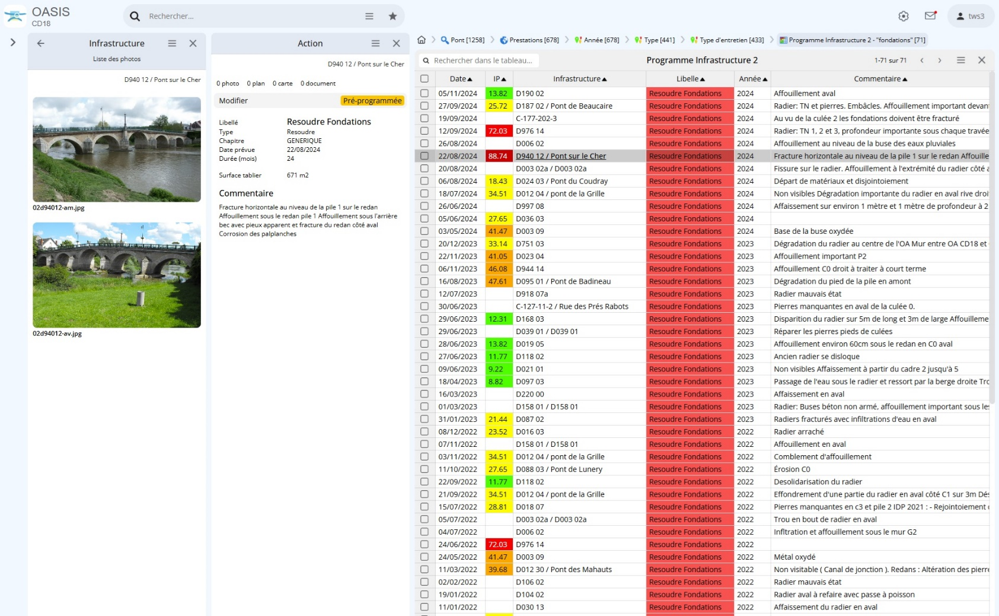 OASIS
CD18
Rechercher...
tws3
Infrastructure
Liste des photos
D940 12 / Pont sur le Cher
02d94012-am.jpg
02d94012-av.jpg
Action
D940 12 / Pont sur le Cher
0 photo 0 plan 0 carte 0 document
Modifier Pré-programmée
Libellé Resoudre Fondations
Type Resoudre
Chapitre GENERIQUE
Date prévue 22/08/2024
Durée (mois) 24
Surface tablier 671 m2
Commentaire
Fracture horizontale au niveau de la pile 1 sur le redan
Affouillement sous le redan pile 1 Affouillement sous l'arrière
bec avec pieux apparent et fracture du redan côté aval
Corrosion des palplanches
Pont [1258] Prestations [678] Année [678] Type [441] Type d'entretien [433] Programme Infrastructure 2 - "fondations" [71]
Rechercher dans le tableau... Programme Infrastructure 2 1-71 sur 71
Date▲ IP▲ Infrastructure▲ Libelle▲ Année▲ Commentaire▲
05/11/2024 13.82 D190 02 Resoudre Fondations 2024 Affouillement aval
27/09/2024 25.72 D187 02 / Pont de Beaucaire Resoudre Fondations 2024 Radier: TN et pierres. Embâcles. Affouillement important devan
19/09/2024 C-177-202-3 Resoudre Fondations 2024 Au vu de la culée 2 les fondations doivent être fracturé
12/09/2024 72.03 D976 14 Resoudre Fondations 2024 Radier: TN 1, 2 et 3, profondeur importante sous chaque travée
26/08/2024 D006 02 Resoudre Fondations 2024 Affouillement au niveau de la buse des eaux pluviales
22/08/2024 88.74 D940 12 / Pont sur le Cher Resoudre Fondations 2024 Fracture horizontale au niveau de la pile 1 sur le redan Affouille
20/08/2024 D003 02a / D003 02a Resoudre Fondations 2024 Fissure sur le radier. Affouillement à l'extrémité du radier côté a
06/08/2024 18.43 D024 03 / Pont du Coudray Resoudre Fondations 2024 Départ de matériaux et disjointoiement
18/07/2024 34.51 D012 04 / pont de la Grille Resoudre Fondations 2024 Non visibles Dégradation importante du radier en aval rive droi
26/06/2024 D997 08 Resoudre Fondations 2024 Affaissement sur environ 1 mètre et 1 mètre de profondeur à 2
05/06/2024 27.65 D036 03 Resoudre Fondations 2024
03/05/2024 41.47 D003 09 Resoudre Fondations 2024 Base de la buse oxydée
20/12/2023 33.14 D751 03 Resoudre Fondations 2023 Dégradation du radier au centre de l'OA Mur entre OA CD18 et
22/11/2023 41.05 D023 04 Resoudre Fondations 2023 Affouillement important P2
06/11/2023 46.08 D944 14 Resoudre Fondations 2023 Affouillement C0 droit à traiter à court terme
16/08/2023 47.61 D095 01 / Pont de Badineau Resoudre Fondations 2023 Dégradation du pied de la pile en amont
12/07/2023 D918 07a Resoudre Fondations 2023 Radier mauvais état
30/06/2023 C-127-11-2 / Rue des Prés Rabots Resoudre Fondations 2023 Pierres manquantes en aval de la culée 0.
29/06/2023 12.31 D168 03 Resoudre Fondations 2023 Disparition du radier sur 5m de long et 3m de large Affouilleme
29/06/2023 D039 01 / D039 01 Resoudre Fondations 2023 Réparer les pierres pieds de culées
28/06/2023 13.82 D019 05 Resoudre Fondations 2023 Affouillement environ 60cm sous le redan en C0 aval
27/06/2023 11.77 D118 02 Resoudre Fondations 2023 Ancien radier se disloque
09/06/2023 9.22 D021 01 Resoudre Fondations 2023 Non visibles Affaissement à partir du cadre 2 jusqu'à 5
18/04/2023 8.82 D097 03 Resoudre Fondations 2023 Passage de l'eau sous le radier et ressort par la berge droite Tro
16/03/2023 D220 00 Resoudre Fondations 2023 Affaissement en aval
01/03/2023 D158 01 / D158 01 Resoudre Fondations 2023 Radier: Buses béton non armé, affouillement important sous les
31/01/2023 21.44 D087 02 Resoudre Fondations 2023 Radiers fracturés avec infiltrations d'eau en aval
08/12/2022 23.52 D016 03 Resoudre Fondations 2022 Radier arraché
07/11/2022 D158 01 / D158 01 Resoudre Fondations 2022 Affouillement en aval
03/11/2022 34.51 D012 04 / pont de la Grille Resoudre Fondations 2022 Comblement d'affouillement
11/10/2022 27.65 D088 03 / Pont de Lunery Resoudre Fondations 2022 Érosion C0
22/09/2022 11.77 D118 02 Resoudre Fondations 2022 Desolidarisation du radier
21/09/2022 34.51 D012 04 / pont de la Grille Resoudre Fondations 2022 Effondrement d'une partie du radier en aval côté C1 sur 3m Dés
15/07/2022 28.81 D018 07 Resoudre Fondations 2022 Pierres manquantes en c3 et pile 2 IDP 2021 : - Rejointoiement
05/07/2022 D003 02a / D003 02a Resoudre Fondations 2022 Trou en bout de radier en aval
04/07/2022 D006 02 Resoudre Fondations 2022 Infltration et affouillement sous le mur G2
24/06/2022 72.03 D976 14 Resoudre Fondations 2022
24/05/2022 41.47 D003 09 Resoudre Fondations 2022 Métal oxydé
11/03/2022 39.68 D012 30 / Pont des Mahauts Resoudre Fondations 2022 Non visitable ( Canal de jonction ). Redans : Altération des pierre
02/02/2022 D106 02 Resoudre Fondations 2022 Radier mauvais état
19/01/2022 D104 02 Resoudre Fondations 2022 Radier aval à refaire avec passe à poisson
11/01/2022 D030 13 Resoudre Fondations 2022 Affaissement du radier en aval